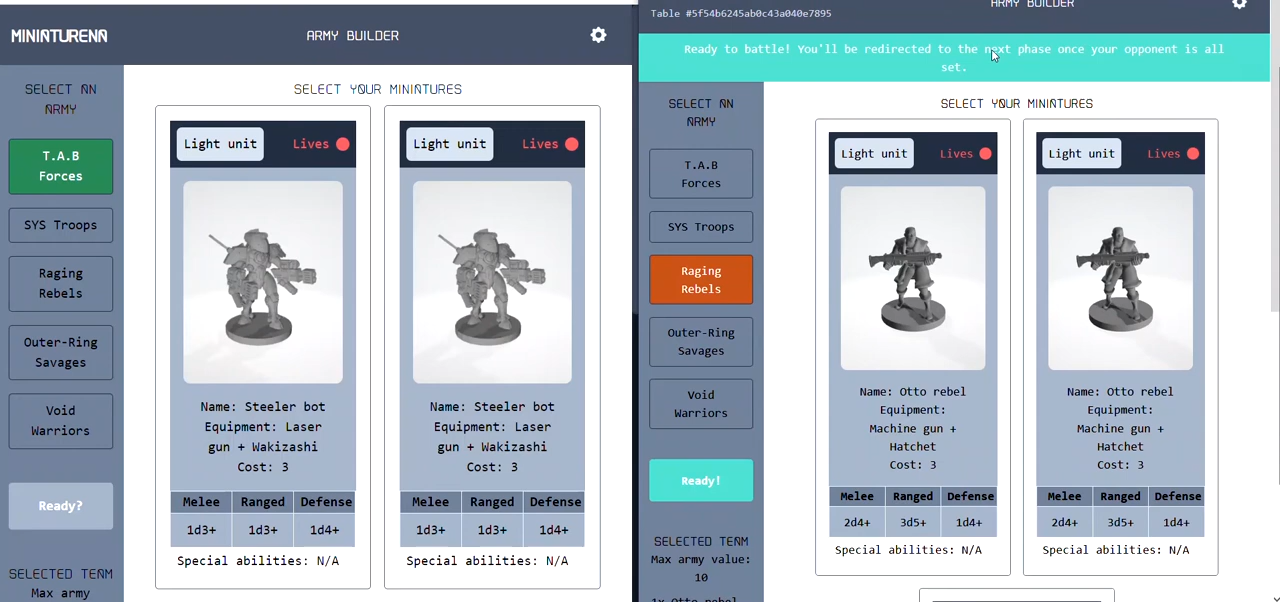 MINIATURENA
ARMY BUILDER
SELECT AN
ARMY
T.A.B
Forces
SYS Troops
Raging
Rebels
Outer-Ring
Savages
Void
Warriors
Ready?
SELECTED TEAM
Max army
SELECT YOUR MINIATURES
Light unit
Lives
Name: Steeler bot
Equipment: Laser
gun + Wakizashi
Cost: 3
Melee Ranged Defense
1d3+ 1d3+ 1d4+
Special abilities: N/A
Light unit
Lives
Name: Steeler bot
Equipment: Laser
gun + Wakizashi
Cost: 3
Melee Ranged Defense
1d3+ 1d3+ 1d4+
Special abilities: N/A
ARMY BUILDER
Table #5f54b6245ab0c43a040e7895
Ready to battle! You'll be redirected to the next phase once your opponent is all
set.
SELECT AN
ARMY
T.A.B
Forces
SYS Troops
Raging
Rebels
Outer-Ring
Savages
Void
Warriors
Ready!
SELECTED TEAM
Max army value:
10
1x Otto rebel
SELECT YOUR MINIATURES
Light unit
Lives
Name: Otto rebel
Equipment:
Machine gun +
Hatchet
Cost: 3
Melee Ranged Defense
2d4+ 3d5+ 1d4+
Special abilities: N/A
Light unit
Lives
Name: Otto rebel
Equipment:
Machine gun +
Hatchet
Cost: 3
Melee Ranged Defense
2d4+ 3d5+ 1d4+
Special abilities: N/A